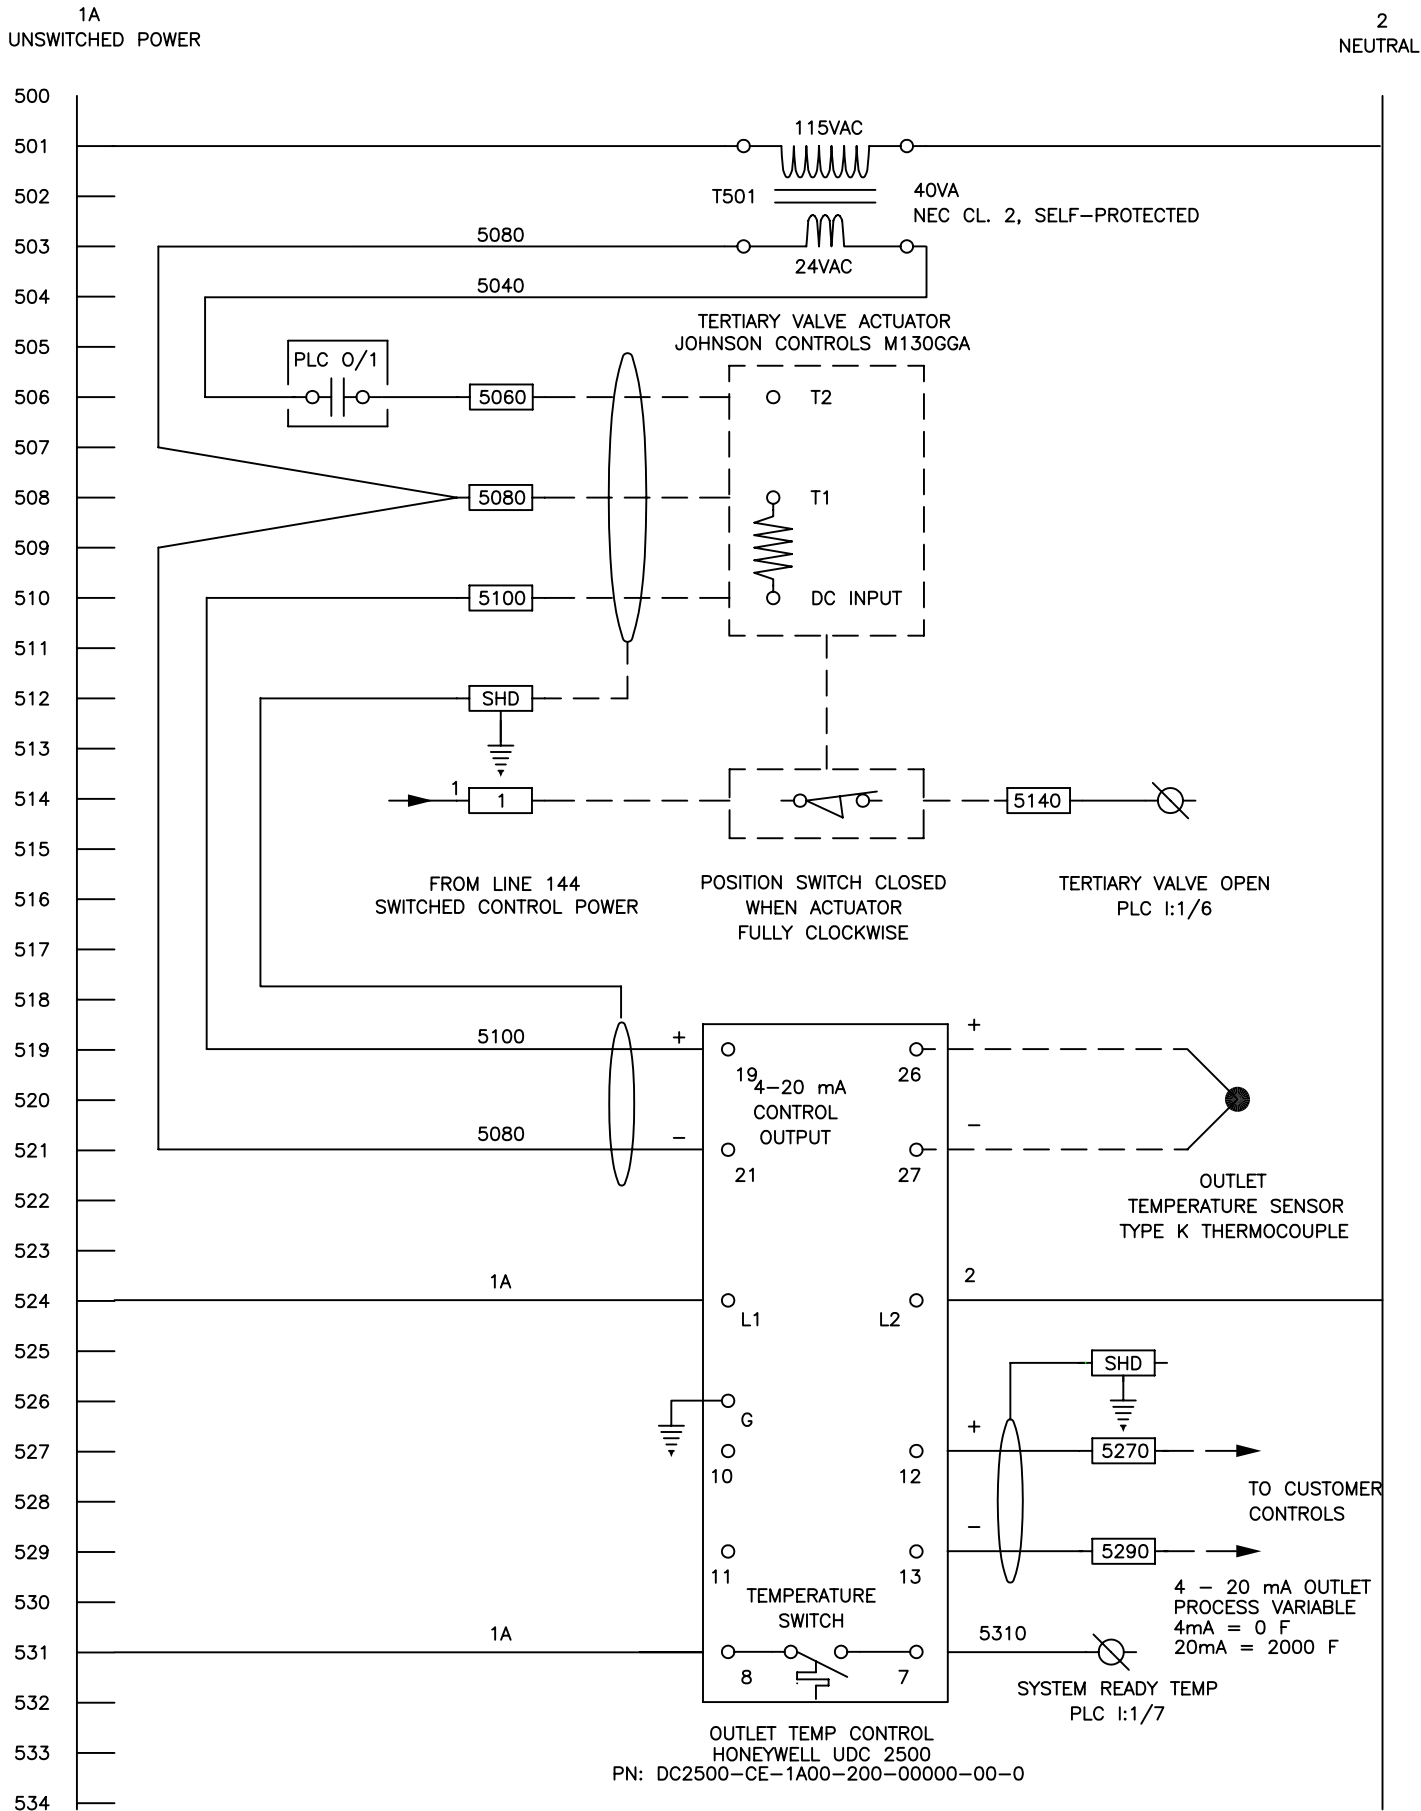 1A
UNSWITCHED POWER
2
NEUTRAL
500
115VAC
501
T501
40VA
502
NEC CL. 2, SELF-PROTECTED
5080
503
24VAC
5040
504
TERTIARY VALVE ACTUATOR
JOHNSON CONTROLS M130GGA
505
PLC O/1
506
5060
T2
507
508
5080
T1
509
510
5100
DC INPUT
511
512
SHD
513
1
514
1
5140
515
FROM LINE 144
SWITCHED CONTROL POWER
POSITION SWITCH CLOSED
WHEN ACTUATOR
FULLY CLOCKWISE
TERTIARY VALVE OPEN
PLC I:1/6
516
517
518
5100
+
+
519
19
26
4-20 mA
CONTROL
OUTPUT
520
5080
-
-
521
21
27
OUTLET
TEMPERATURE SENSOR
TYPE K THERMOCOUPLE
522
523
1A
2
524
L1
L2
525
SHD
526
G
+
527
10
12
5270
TO CUSTOMER
CONTROLS
528
-
529
11
13
5290
4 - 20 mA OUTLET
PROCESS VARIABLE
4mA = 0 F
20mA = 2000 F
530
TEMPERATURE
SWITCH
1A
5310
531
8
7
SYSTEM READY TEMP
PLC I:1/7
532
OUTLET TEMP CONTROL
HONEYWELL UDC 2500
PN: DC2500-CE-1A00-200-00000-00-0
533
534